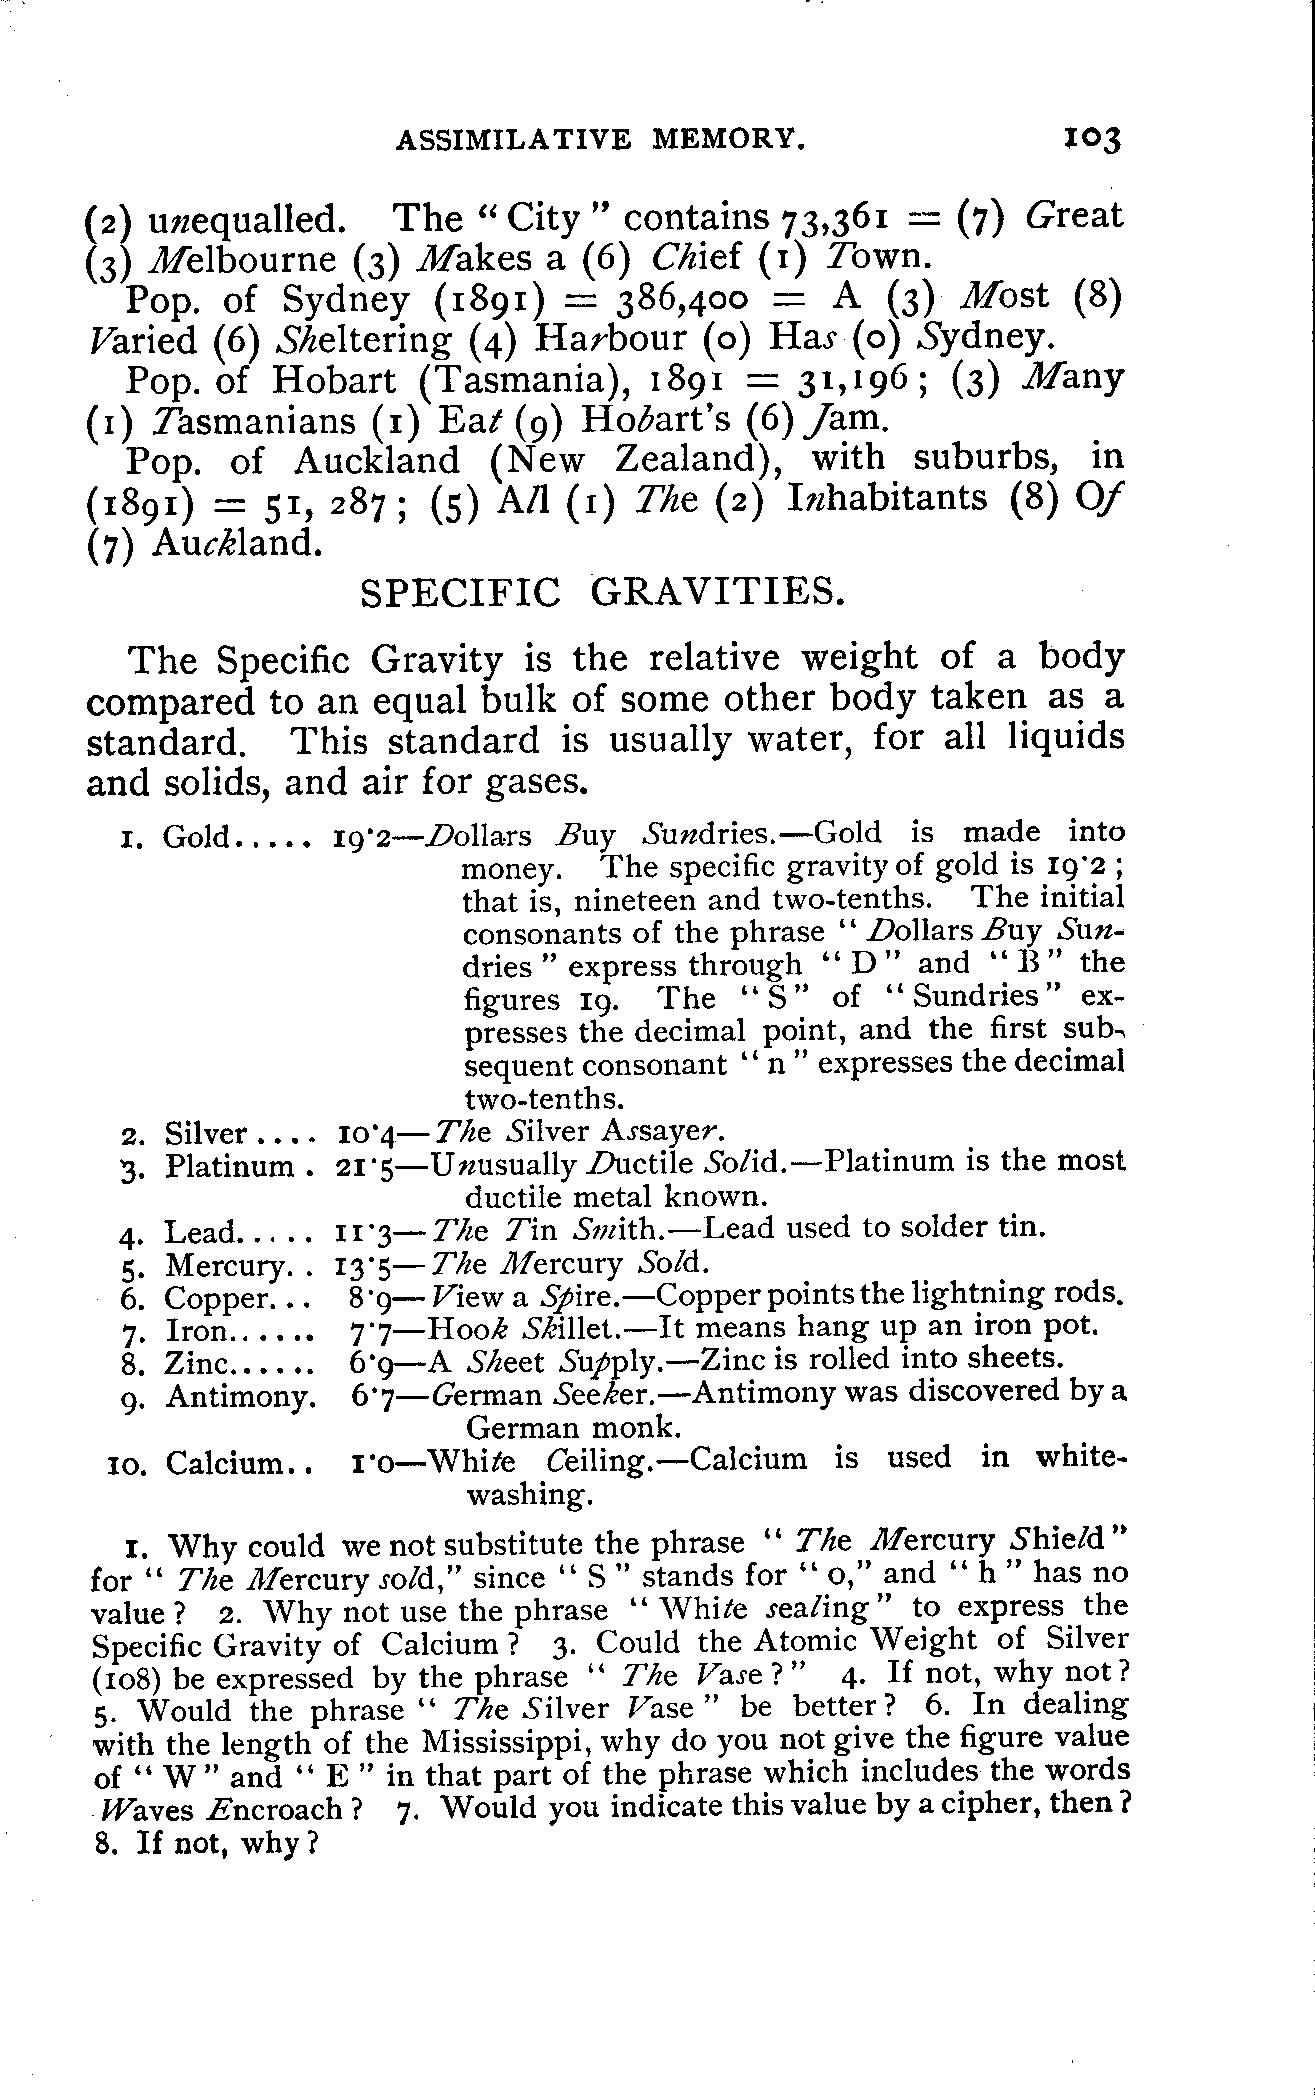 ASSIMILATIVE MEMORY. 103
(2) unequalled. The “ City ” contains 73,361 = (7) Great
(3) Melbourne (3) Makes a (6) Chief (1) Town.
Pop. of Sydney (1891) = 386,400 = A (3) Most (8)
Varied (6) Sheltering (4) Harbour (0) Has (0) Sydney.
Pop. of Hobart (Tasmania), 1891 = 31,196 ; (3) Many
(1) Tasmanians (1) Eat (9) Hobart's (6) Jam.
Pop. of Auckland (New Zealand), with suburbs, in
(1891) = 51, 287 ; (5) All (1) The (2) Inhabitants (8) Of
(7) Auckland.
SPECIFIC GRAVITIES.
The Specific Gravity is the relative weight of a body
compared to an equal bulk of some other body taken as a
standard. This standard is usually water, for all liquids
and solids, and air for gases.
1. Gold..... 19·2—Dollars Buy Sundries.—Gold is made into
money. The specific gravity of gold is 19·2 ;
that is, nineteen and two-tenths. The initial
consonants of the phrase “ Dollars Buy Sun-
dries ” express through “ D ” and “ B ” the
figures 19. The “ S ” of “ Sundries ” ex-
presses the decimal point, and the first sub-
sequent consonant “ n ” expresses the decimal
two-tenths.
2. Silver .... 10·4—The Silver Assayer.
3. Platinum . 21·5—Unusually Ductile Solid.—Platinum is the most
ductile metal known.
4. Lead..... 11·3—The Tin Smith.—Lead used to solder tin.
5. Mercury. . 13·5—The Mercury Sold.
6. Copper... 8·9—View a Spire.—Copper points the lightning rods.
7. Iron...... 7·7—Hook Skillet.—It means hang up an iron pot.
8. Zinc...... 6·9—A Sheet Supply.—Zinc is rolled into sheets.
9. Antimony. 6·7—German Seeker.—Antimony was discovered by a
German monk.
10. Calcium.. 1·0—White Ceiling.—Calcium is used in white-
washing.
1. Why could we not substitute the phrase “ The Mercury Shield ”
for “ The Mercury sold,” since “ S ” stands for “ o,” and “ h ” has no
value ? 2. Why not use the phrase “ White sealing ” to express the
Specific Gravity of Calcium ? 3. Could the Atomic Weight of Silver
(108) be expressed by the phrase “ The Vase ? ” 4. If not, why not ?
5. Would the phrase “ The Silver Vase ” be better ? 6. In dealing
with the length of the Mississippi, why do you not give the figure value
of “ W ” and “ E ” in that part of the phrase which includes the words
Waves Encroach ? 7. Would you indicate this value by a cipher, then ?
8. If not, why ?